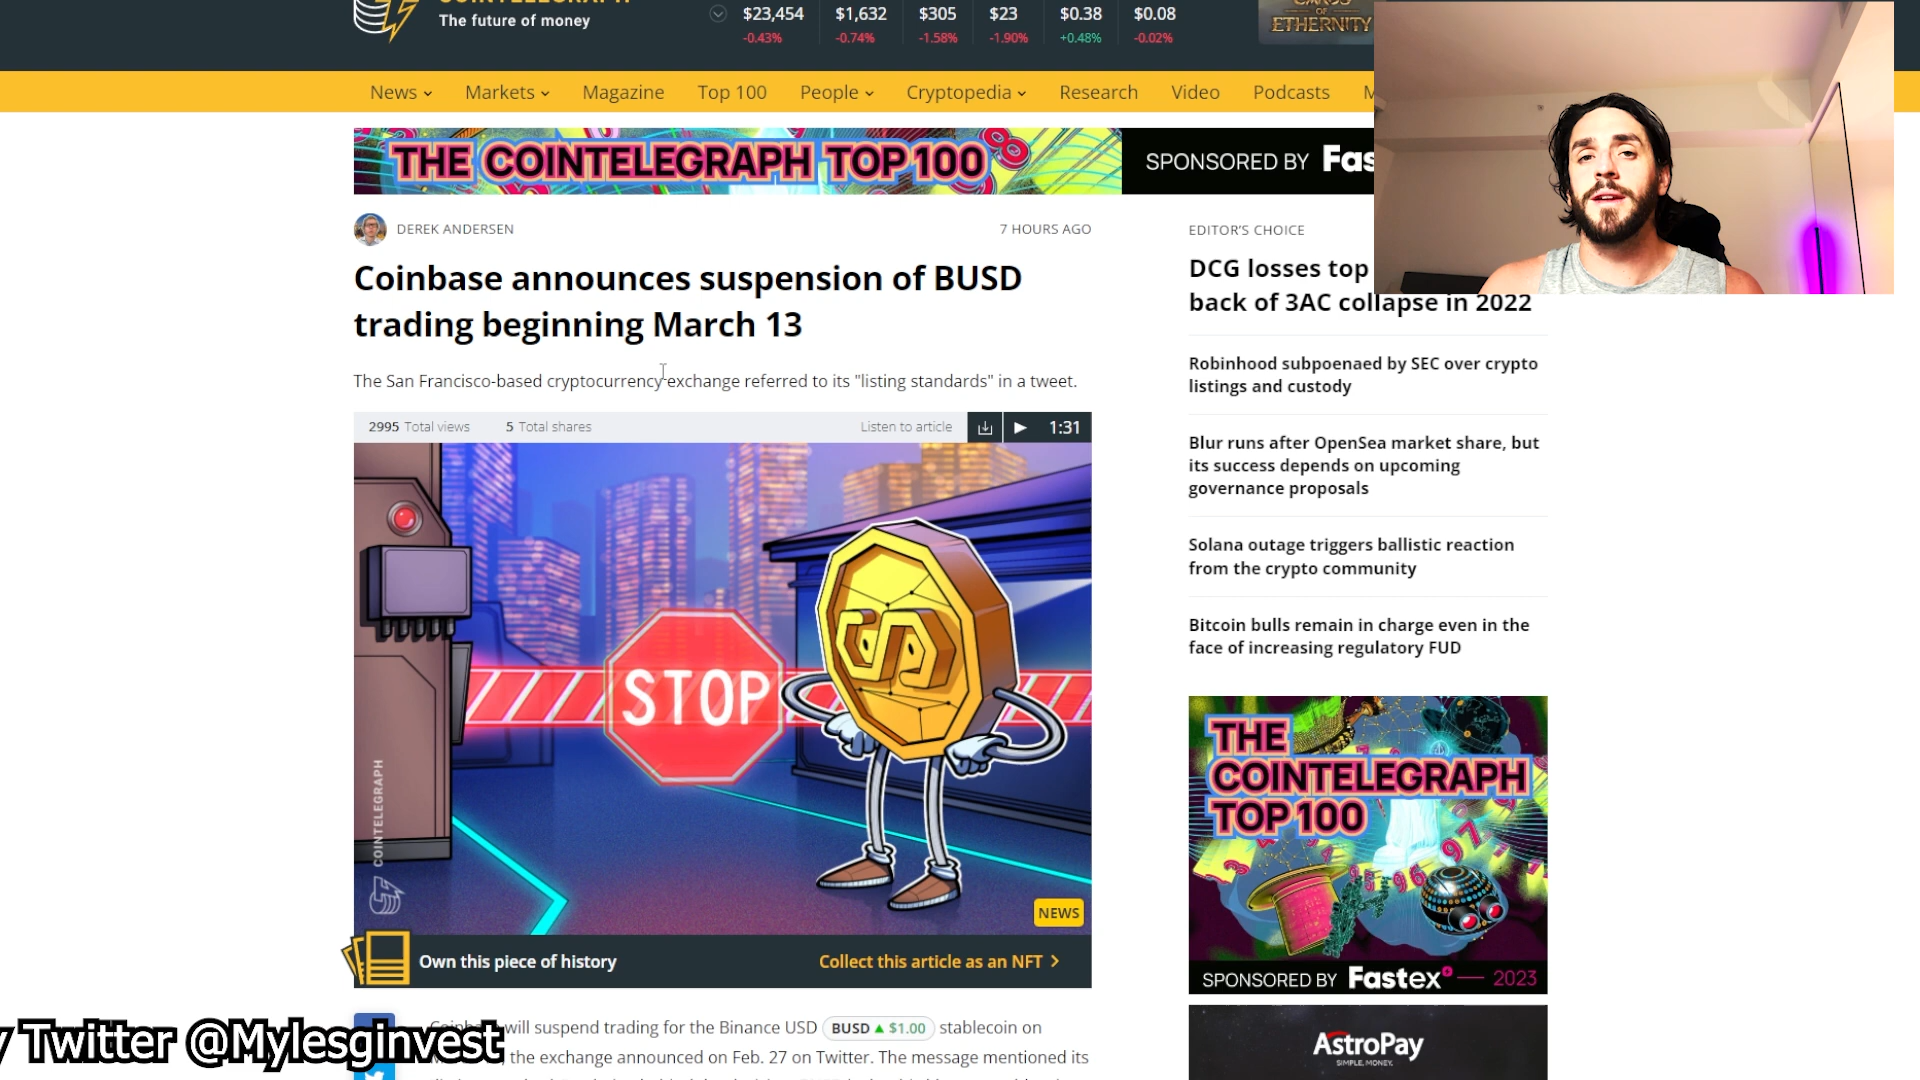 COINTELEGRAPH
The future of money
$23,454
-0.43%
$1,632
-0.74%
$305
-1.58%
$23
-1.90%
$0.38
+0.48%
$0.08
-0.02%
OF
ETHERNITY
News
Markets
Magazine
Top 100
People
Cryptopedia
Research
Video
Podcasts
M
THE COINTELEGRAPH TOP 100
SPONSORED BY Fas
DEREK ANDERSEN
7 HOURS AGO
Coinbase announces suspension of BUSD
trading beginning March 13
The San Francisco-based cryptocurrency exchange referred to its "listing standards" in a tweet.
2995 Total views
5 Total shares
Listen to article
1:31
STOP
COINTELEGRAPH
NEWS
Own this piece of history
Collect this article as an NFT >
will suspend trading for the Binance USD BUSD ▲ $1.00 stablecoin on
, the exchange announced on Feb. 27 on Twitter. The message mentioned its
EDITOR'S CHOICE
DCG losses top
back of 3AC collapse in 2022
Robinhood subpoenaed by SEC over crypto
listings and custody
Blur runs after OpenSea market share, but
its success depends on upcoming
governance proposals
Solana outage triggers ballistic reaction
from the crypto community
Bitcoin bulls remain in charge even in the
face of increasing regulatory FUD
THE
COINTELEGRAPH
TOP 100
SPONSORED BY Fastex — 2023
AstroPay
SIMPLE. MONEY.
y Twitter @Mylesginvest